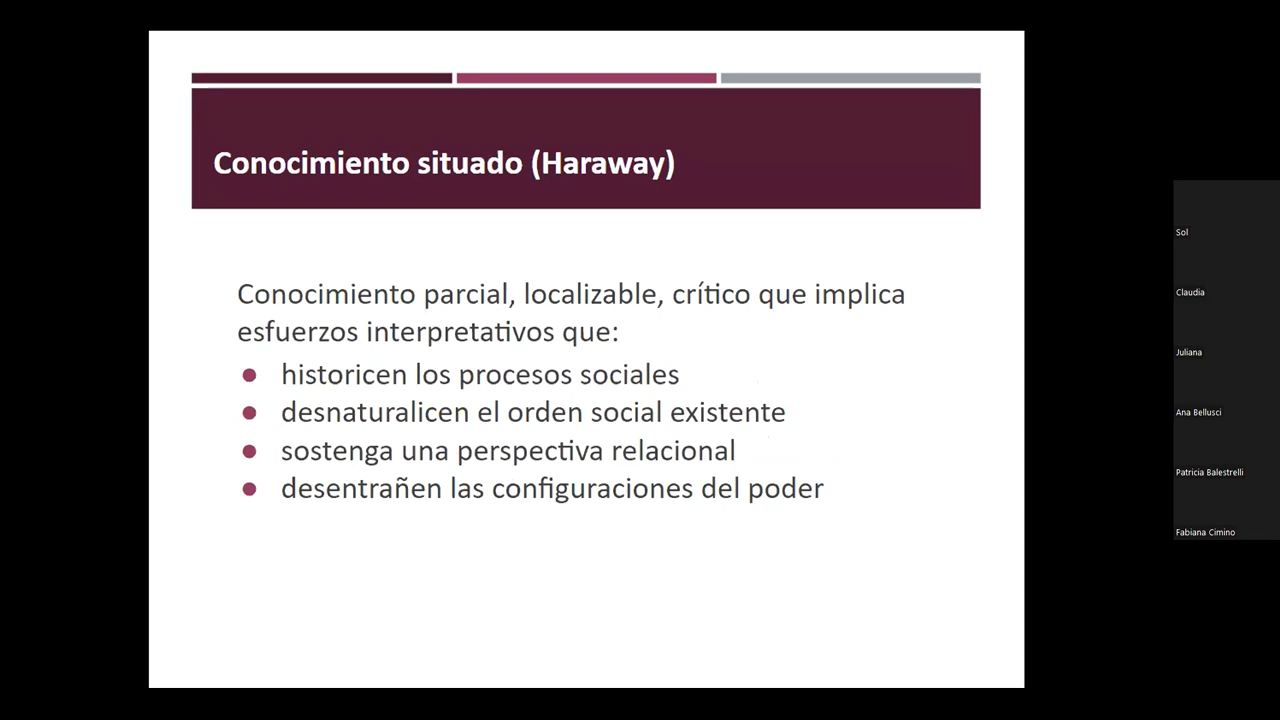 Conocimiento situado (Haraway)
Conocimiento parcial, localizable, crítico que implica
esfuerzos interpretativos que:
● historicen los procesos sociales
● desnaturalicen el orden social existente
● sostenga una perspectiva relacional
● desentrañen las configuraciones del poder
Sol
Claudia
Juliana
Ana Bellusci
Patricia Balestrelli
Fabiana Cimino